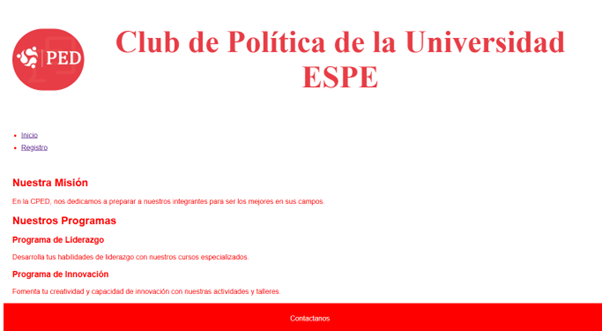 PED
Club de Política de la Universidad
ESPE
Inicio
Registro
Nuestra Misión
En la CPED, nos dedicamos a preparar a nuestros integrantes para ser los mejores en sus campos.
Nuestros Programas
Programa de Liderazgo
Desarrolla tus habilidades de liderazgo con nuestros cursos especializados.
Programa de Innovación
Fomenta tu creatividad y capacidad de innovación con nuestras actividades y talleres.
Contactanos